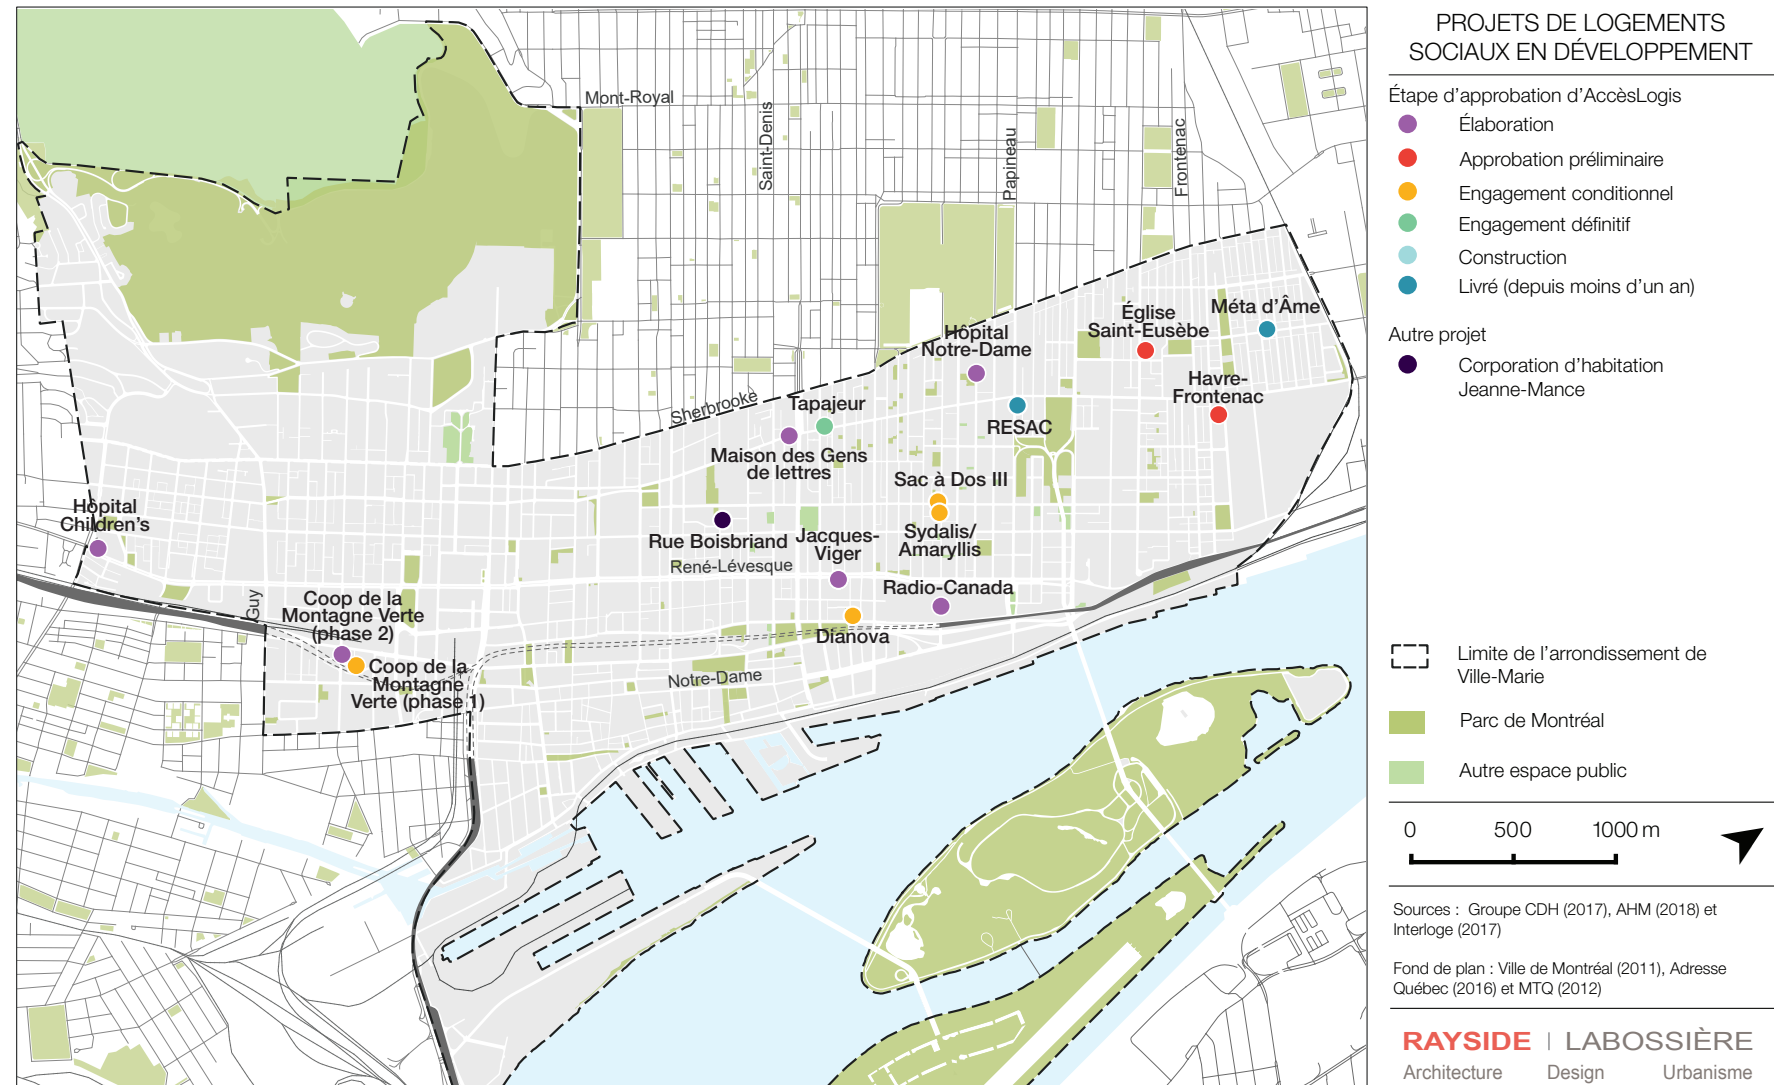 Mont-Royal
Saint-Denis
Papineau
Frontenac
Sherbrooke
Hôpital
Notre-Dame
Église
Saint-Eusèbe
Méta d'Âme
Havre-
Frontenac
RESAC
Tapajeur
Maison des Gens
de lettres
Sac à Dos III
Sydalis/
Amaryllis
Hôpital
Children's
Rue Boisbriand
Jacques-
Viger
René-Lévesque
Radio-Canada
Dianova
Guy
Coop de la
Montagne Verte
(phase 2)
Coop de la
Montagne
Verte (phase 1)
Notre-Dame
PROJETS DE LOGEMENTS
SOCIAUX EN DÉVELOPPEMENT
Étape d'approbation d'AccèsLogis
Élaboration
Approbation préliminaire
Engagement conditionnel
Engagement définitif
Construction
Livré (depuis moins d'un an)
Autre projet
Corporation d'habitation
Jeanne-Mance
Limite de l'arrondissement de
Ville-Marie
Parc de Montréal
Autre espace public
0 500 1000 m
Sources : Groupe CDH (2017), AHM (2018) et
Interloge (2017)
Fond de plan : Ville de Montréal (2011), Adresse
Québec (2016) et MTQ (2012)
RAYSIDE | LABOSSIÈRE
Architecture Design Urbanisme